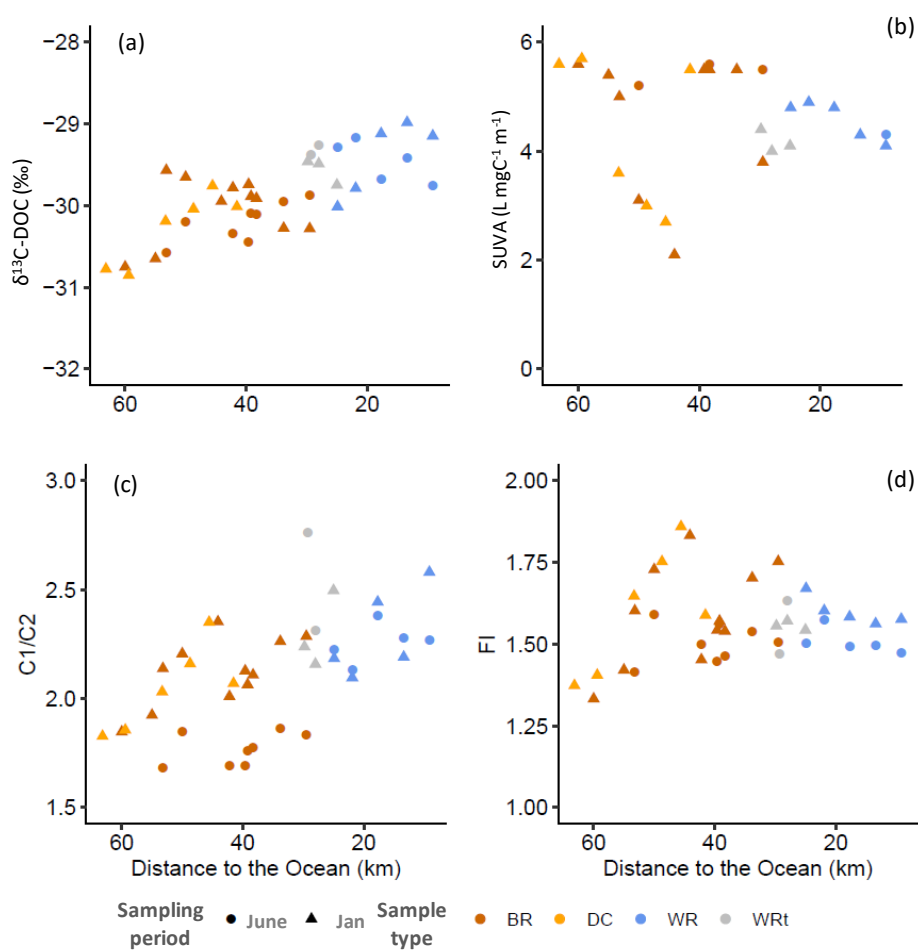 (a)
−28
−29
−30
−31
−32
δ¹³C-DOC (‰)
60
40
20
(b)
6
4
2
0
SUVA (L mgC⁻¹ m⁻¹)
60
40
20
(c)
3.0
2.5
2.0
1.5
C1/C2
60
40
20
Distance to the Ocean (km)
(d)
2.00
1.75
1.50
1.25
1.00
FI
60
40
20
Distance to the Ocean (km)
Sampling period June Jan Sample type BR DC WR WRt